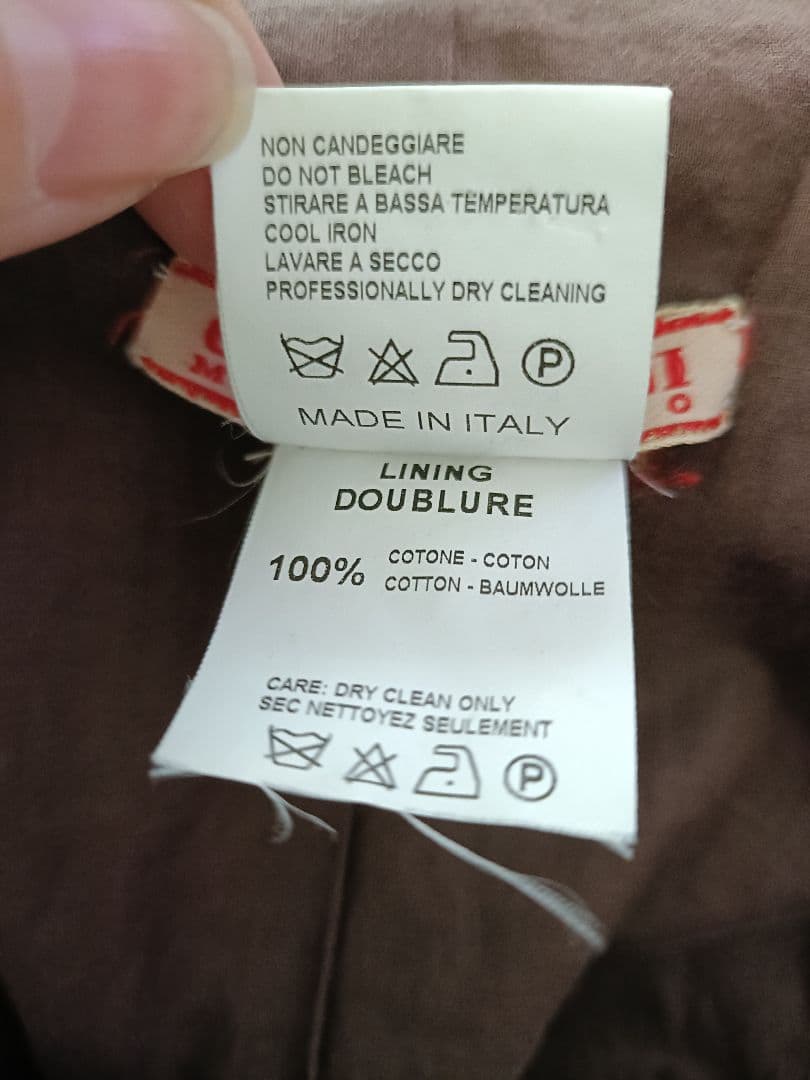 NON CANDEGGIARE
DO NOT BLEACH
STIRARE A BASSA TEMPERATURA
COOL IRON
LAVARE A SECCO
PROFESSIONALLY DRY CLEANING
P
MADE IN ITALY
LINING
DOUBLURE
100% COTONE - COTON
COTTON - BAUMWOLLE
CARE: DRY CLEAN ONLY
SEC NETTOYEZ SEULEMENT
P